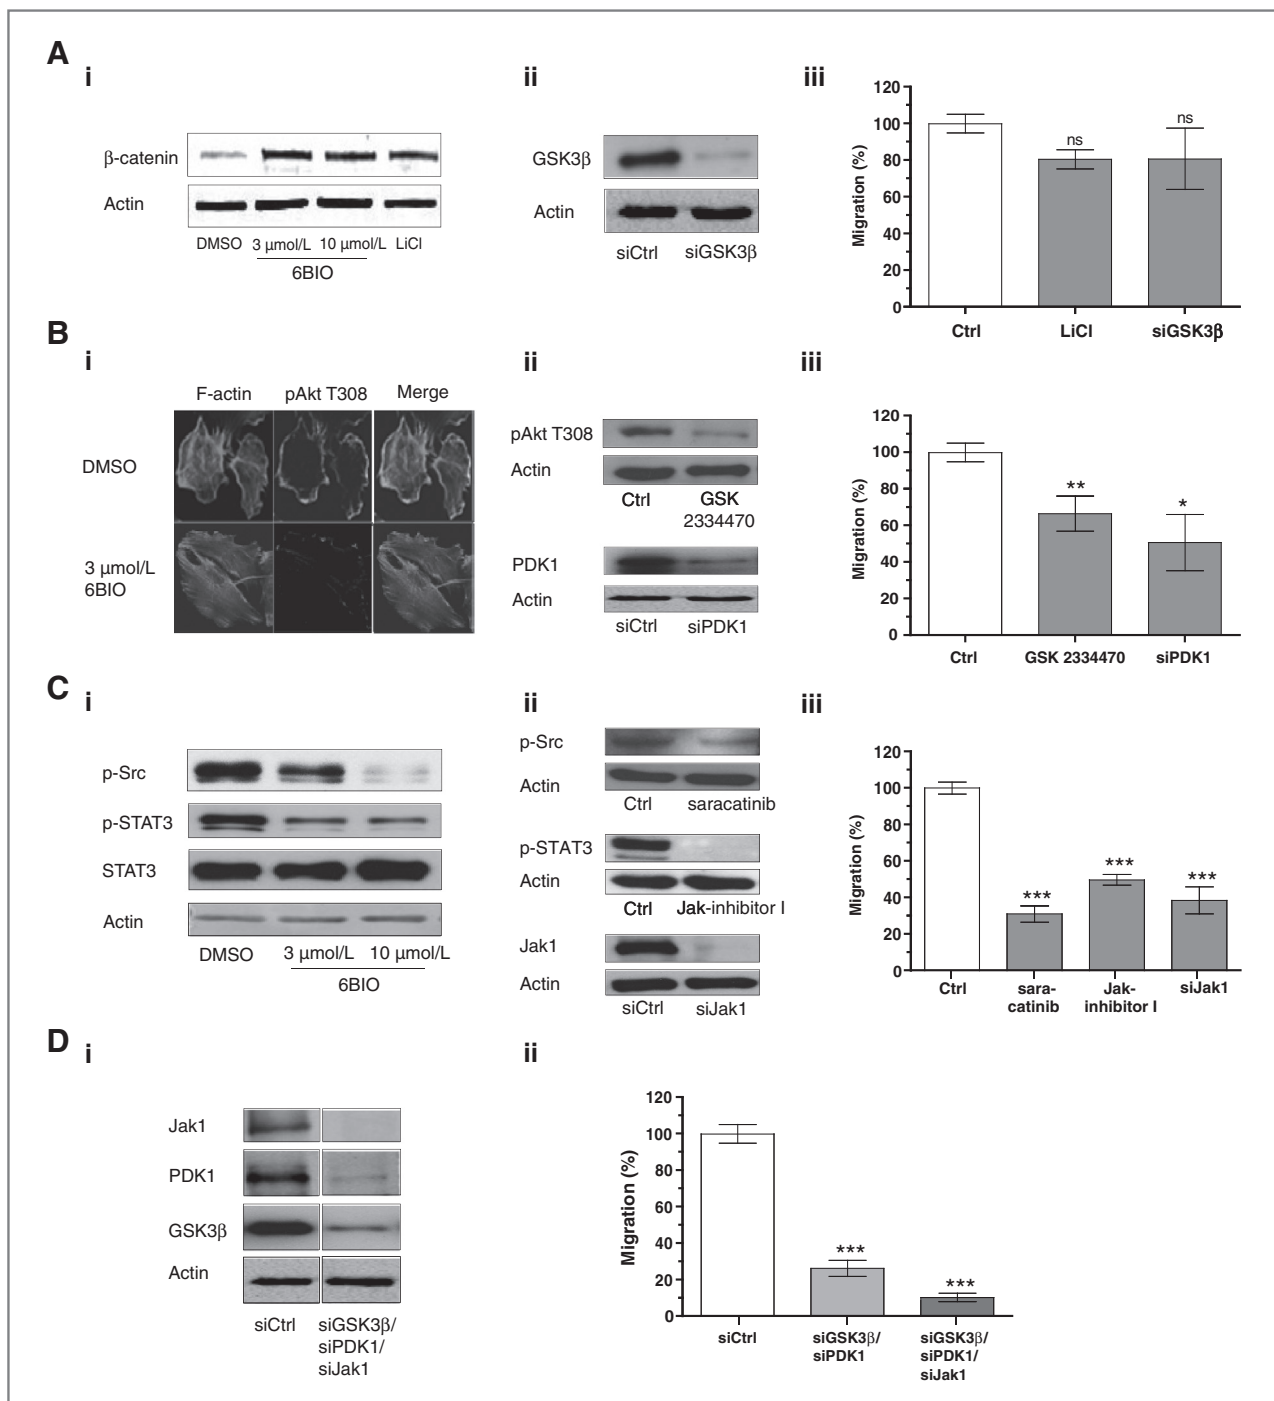 A
i
β-catenin
Actin
DMSO 3 μmol/L 10 μmol/L LiCl
6BIO
ii
GSK3β
Actin
siCtrl siGSK3β
iii
Migration (%)
120
100
80
60
40
20
0
ns
ns
Ctrl LiCl siGSK3β
B
i
F-actin pAkt T308 Merge
DMSO
3 μmol/L
6BIO
ii
pAkt T308
Actin
Ctrl GSK
2334470
PDK1
Actin
siCtrl siPDK1
iii
Migration (%)
120
100
80
60
40
20
0
**
*
Ctrl GSK 2334470 siPDK1
C
i
p-Src
p-STAT3
STAT3
Actin
DMSO 3 μmol/L 10 μmol/L
6BIO
ii
p-Src
Actin
Ctrl saracatinib
p-STAT3
Actin
Ctrl Jak-inhibitor I
Jak1
Actin
siCtrl siJak1
iii
Migration (%)
120
100
80
60
40
20
0
***
***
***
Ctrl sara- Jak- siJak1
catinib inhibitor I
D
i
Jak1
PDK1
GSK3β
Actin
siCtrl siGSK3β/
siPDK1/
siJak1
ii
Migration (%)
120
100
80
60
40
20
0
***
***
siCtrl siGSK3β/ siGSK3β/
siPDK1 siPDK1/
siJak1